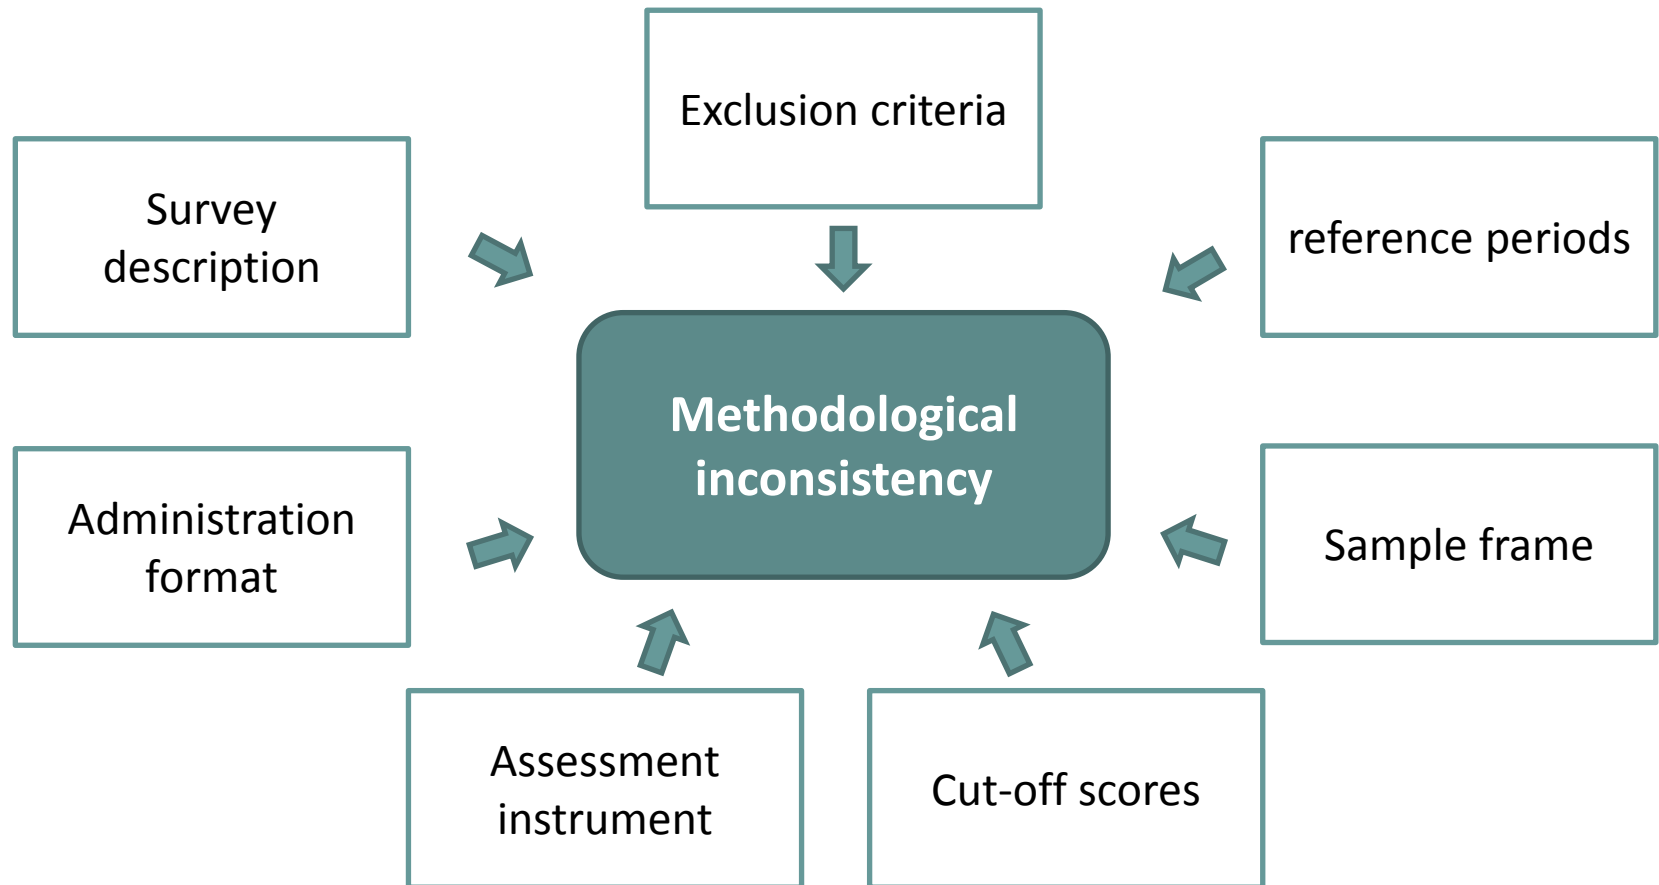 Exclusion criteria
Survey
description
reference periods
Methodological
inconsistency
Administration
format
Sample frame
Assessment
instrument
Cut-off scores